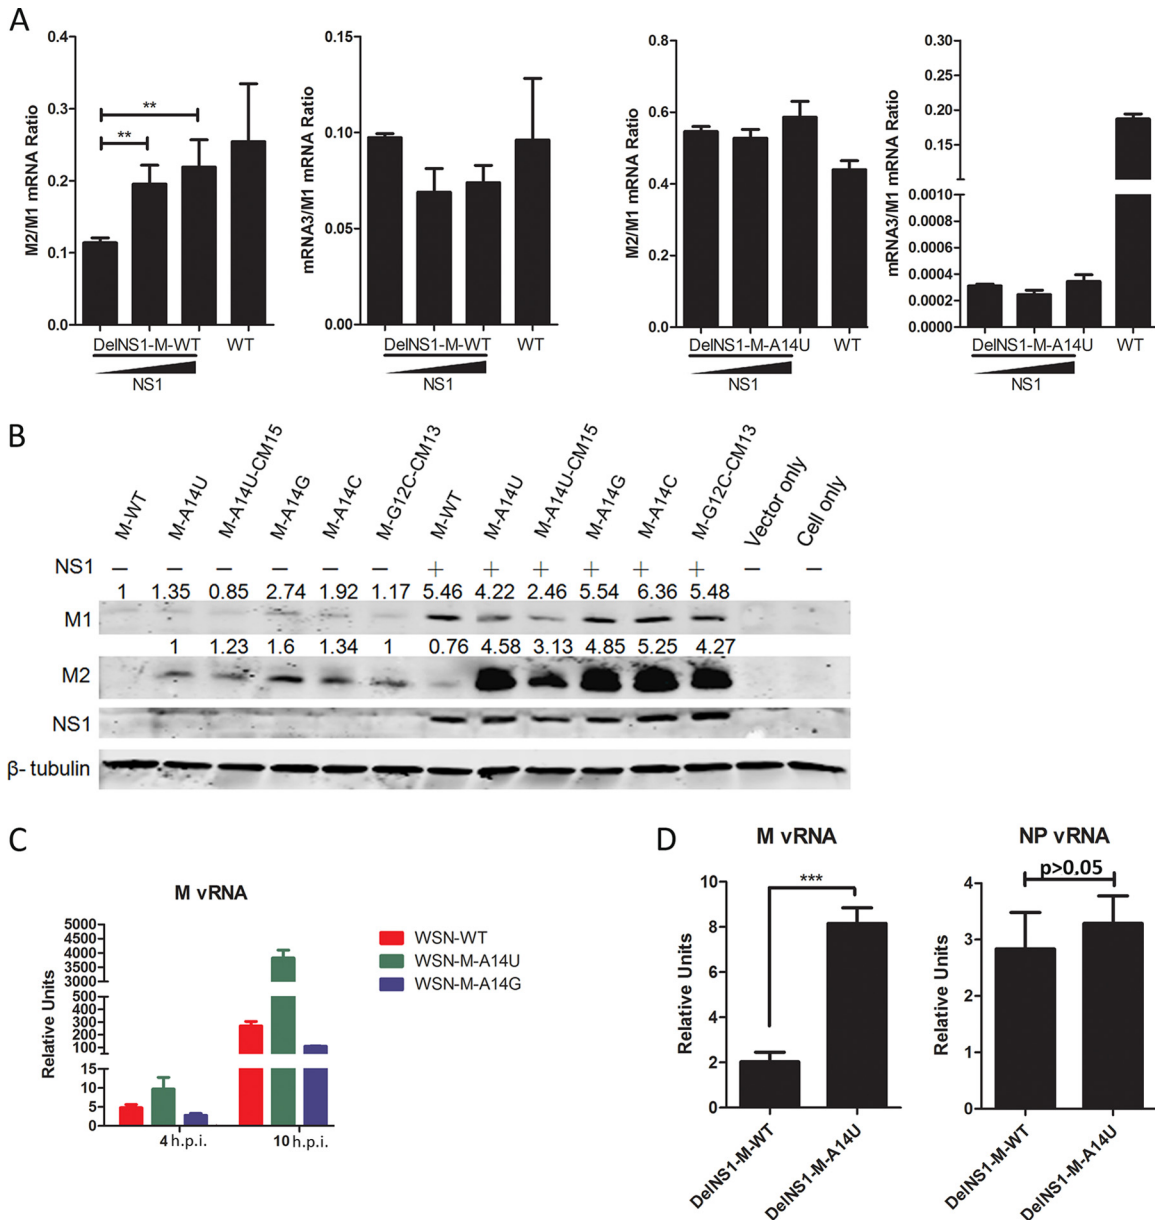 A
M2/M1 mRNA Ratio
0.4
0.3
0.2
0.1
0.0
**
**
DelNS1-M-WT
WT
NS1
mRNA3/M1 mRNA Ratio
0.15
0.10
0.05
0.00
DelNS1-M-WT
WT
NS1
M2/M1 mRNA Ratio
0.8
0.6
0.4
0.2
0.0
DelNS1-M-A14U
WT
NS1
mRNA3/M1 mRNA Ratio
0.30
0.25
0.20
0.15
0.0010
0.0008
0.0006
0.0004
0.0002
0.0000
DelNS1-M-A14U
WT
NS1
B
M-WT M-A14U M-A14U-CM15 M-A14G M-A14C M-G12C-CM13 M-WT M-A14U M-A14U-CM15 M-A14G M-A14C M-G12C-CM13 Vector only Cell only
NS1 − − − − − − + + + + + + − −
1 1.35 0.85 2.74 1.92 1.17 5.46 4.22 2.46 5.54 6.36 5.48
M1
1 1.23 1.6 1.34 1 0.76 4.58 3.13 4.85 5.25 4.27
M2
NS1
β- tubulin
C
M vRNA
Relative Units
5000
4000
3000
2000
1000
500
400
300
200
100
15
10
5
0
4 h.p.i.
10 h.p.i.
WSN-WT
WSN-M-A14U
WSN-M-A14G
D
M vRNA
Relative Units
10
8
6
4
2
0
***
DelNS1-M-WT
DelNS1-M-A14U
NP vRNA
Relative Units
4
3
2
1
0
p>0.05
DelNS1-M-WT
DelNS1-M-A14U